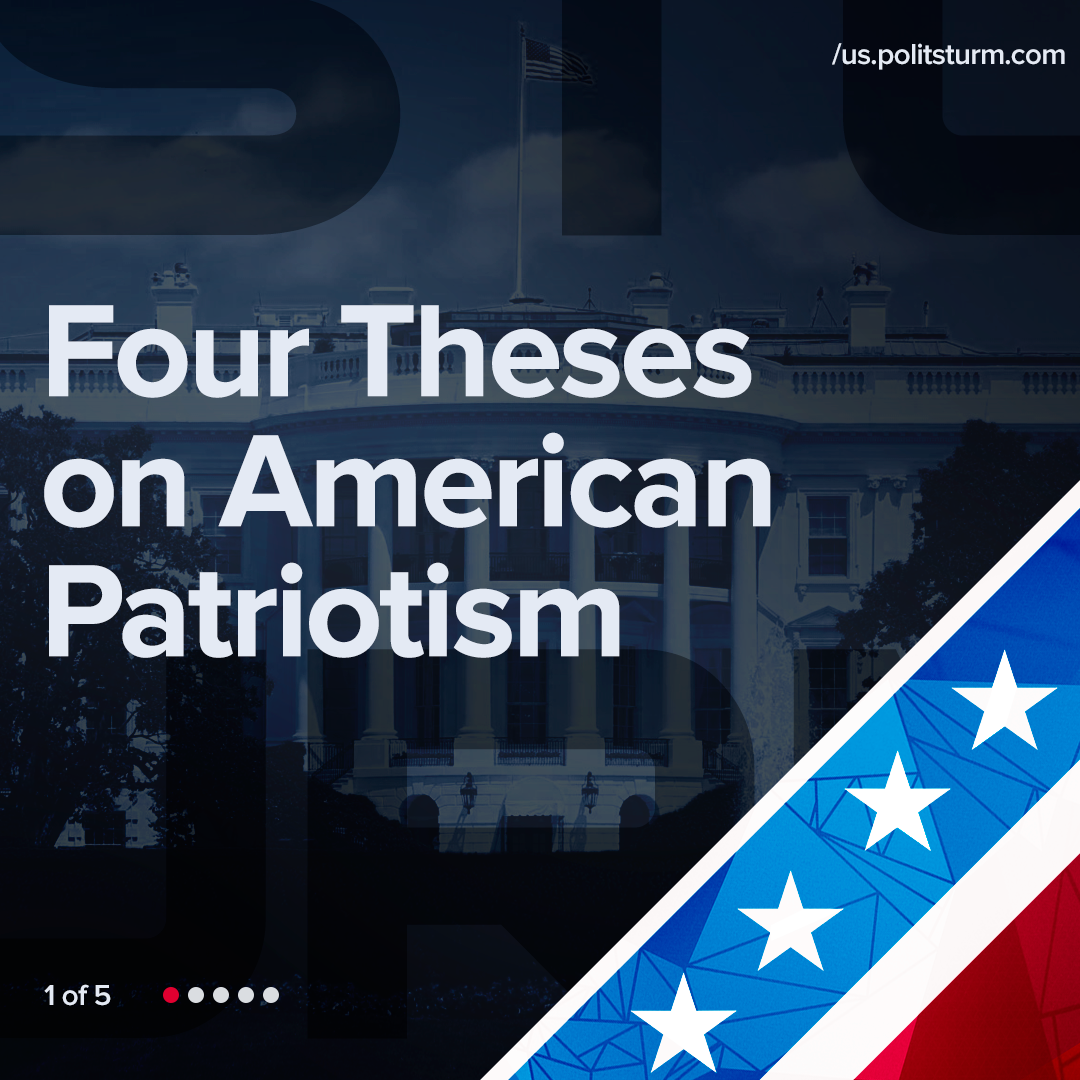 /us.politsturm.com
Four Theses
on American
Patriotism
1 of 5